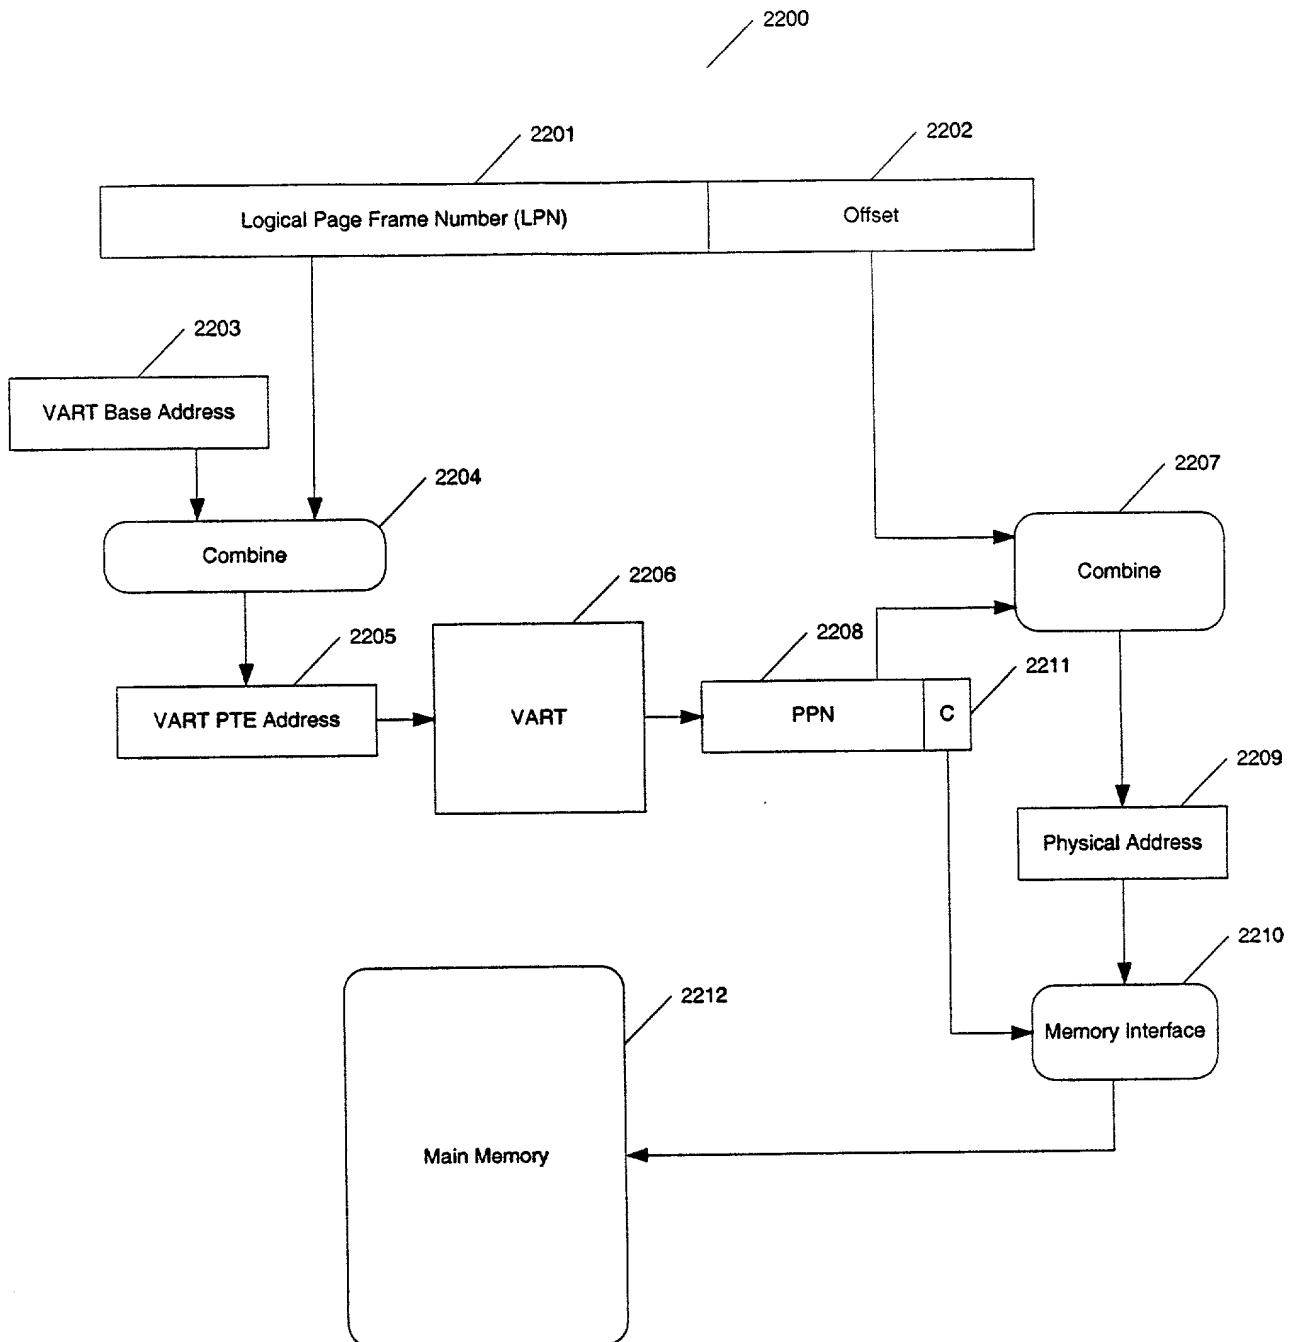 2200
2201
2202
Logical Page Frame Number (LPN)
Offset
2203
VART Base Address
2204
2207
Combine
Combine
2206
2205
2208
2211
VART PTE Address
VART
PPN
C
2209
Physical Address
2210
2212
Memory Interface
Main Memory